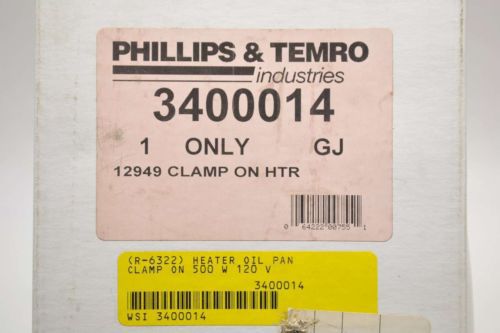 PHILLIPS & TEMRO
industries
3400014
1 ONLY GJ
12949 CLAMP ON HTR
0 64222 00755 1
(R-6322) HEATER OIL PAN
CLAMP ON 500 W 120 V
3400014
WSI 3400014